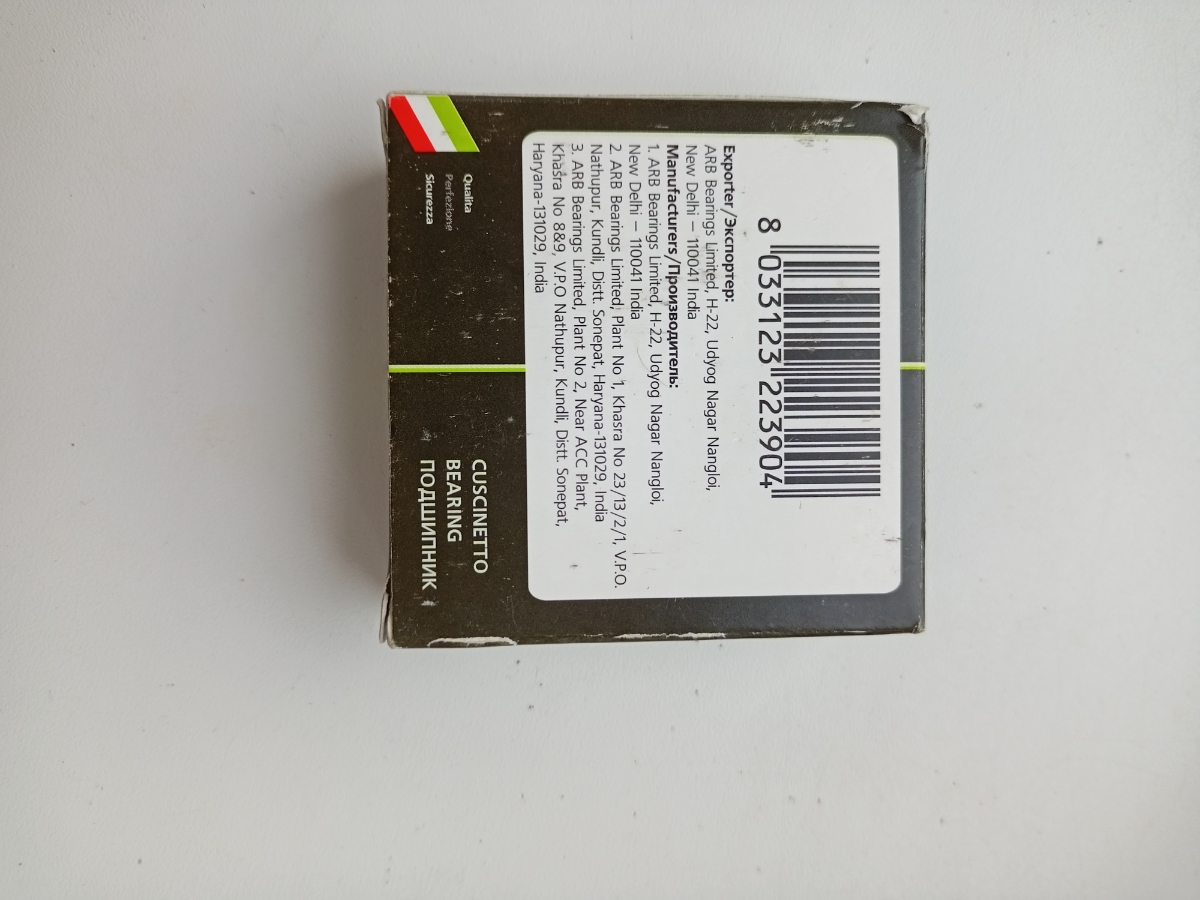 8 033123 223904
Exporter/Экспортер:
ARB Bearings Limited, H-22, Udyog Nagar Nangloi,
New Delhi – 110041 India
Manufacturers/Производитель:
1. ARB Bearings Limited, H-22, Udyog Nagar Nangloi,
New Delhi – 110041 India
2. ARB Bearings Limited, Plant No 1, Khasra No 23/13/2/1, V.P.O.
Nathupur, Kundli, Distt. Sonepat, Haryana-131029, India
3. ARB Bearings Limited, Plant No 2, Near ACC Plant,
Khasra No 8&9, V.P.O Nathupur, Kundli, Distt. Sonepat,
Haryana-131029, India
Qualita
Perfezione
Sicurezza
CUSCINETTO
BEARING
ПОДШИПНИК